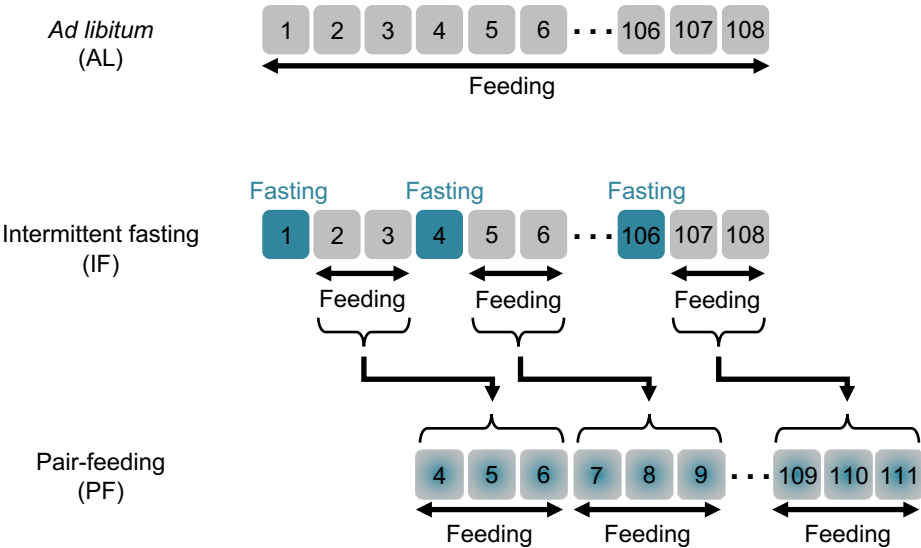 Ad libitum
(AL)
1 2 3 4 5 6 ··· 106 107 108
Feeding
Fasting Fasting Fasting
Intermittent fasting
(IF)
1 2 3 4 5 6 ··· 106 107 108
Feeding Feeding Feeding
Pair-feeding
(PF)
4 5 6 7 8 9 ··· 109 110 111
Feeding Feeding Feeding